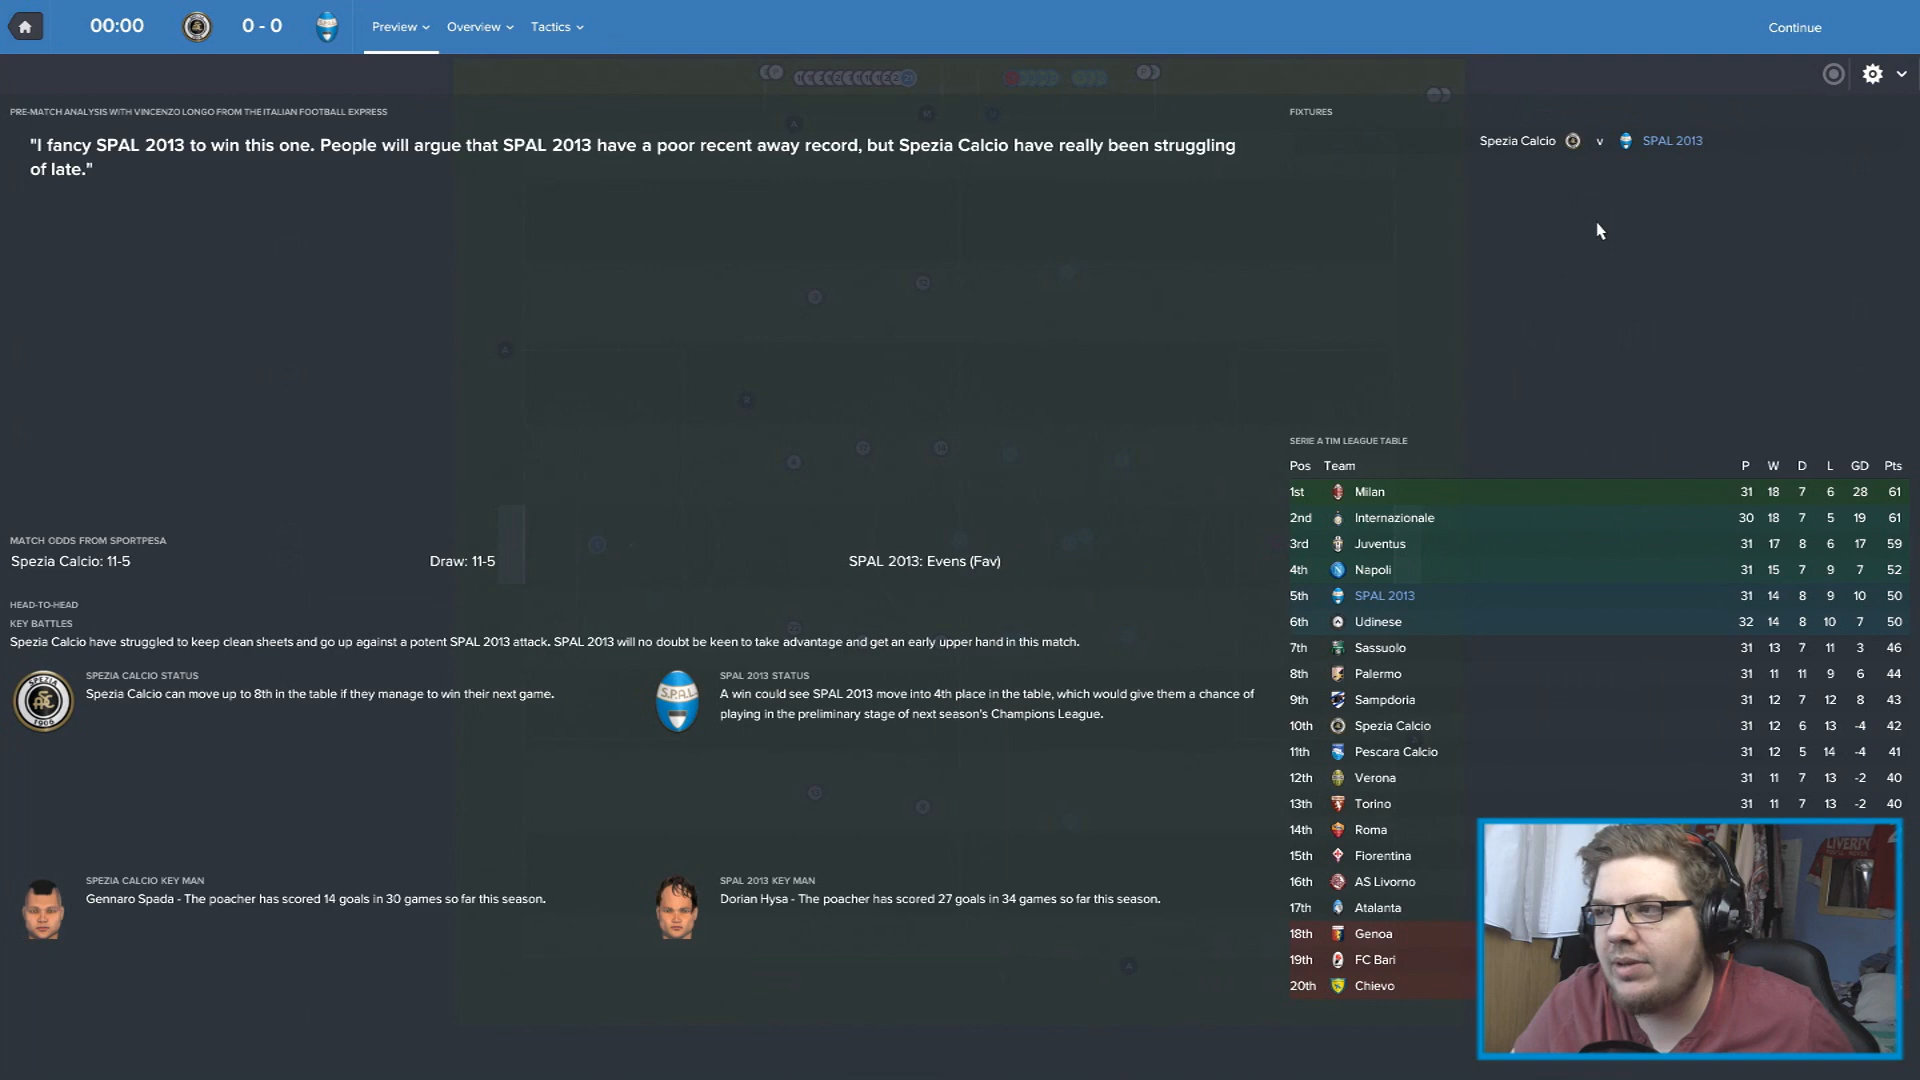 00:00
0 - 0
Preview
Overview
Tactics
Continue
PRE-MATCH ANALYSIS WITH VINCENZO LONGO FROM THE ITALIAN FOOTBALL EXPRESS
"I fancy SPAL 2013 to win this one. People will argue that SPAL 2013 have a poor recent away record, but Spezia Calcio have really been struggling
of late."
FIXTURES
Spezia Calcio v SPAL 2013
MATCH ODDS FROM SPORTPESA
Spezia Calcio: 11-5 Draw: 11-5 SPAL 2013: Evens (Fav)
HEAD-TO-HEAD
KEY BATTLES
Spezia Calcio have struggled to keep clean sheets and go up against a potent SPAL 2013 attack. SPAL 2013 will no doubt be keen to take advantage and get an early upper hand in this match.
SPEZIA CALCIO STATUS
Spezia Calcio can move up to 8th in the table if they manage to win their next game.
SPAL 2013 STATUS
A win could see SPAL 2013 move into 4th place in the table, which would give them a chance of
playing in the preliminary stage of next season's Champions League.
SPEZIA CALCIO KEY MAN
Gennaro Spada - The poacher has scored 14 goals in 30 games so far this season.
SPAL 2013 KEY MAN
Dorian Hysa - The poacher has scored 27 goals in 34 games so far this season.
SERIE A TIM LEAGUE TABLE
Pos Team P W D L GD Pts
1st Milan 31 18 7 6 28 61
2nd Internazionale 30 18 7 5 19 61
3rd Juventus 31 17 8 6 17 59
4th Napoli 31 15 7 9 7 52
5th SPAL 2013 31 14 8 9 10 50
6th Udinese 32 14 8 10 7 50
7th Sassuolo 31 13 7 11 3 46
8th Palermo 31 11 11 9 6 44
9th Sampdoria 31 12 7 12 8 43
10th Spezia Calcio 31 12 6 13 -4 42
11th Pescara Calcio 31 12 5 14 -4 41
12th Verona 31 11 7 13 -2 40
13th Torino 31 11 7 13 -2 40
14th Roma
15th Fiorentina
16th AS Livorno
17th Atalanta
18th Genoa
19th FC Bari
20th Chievo